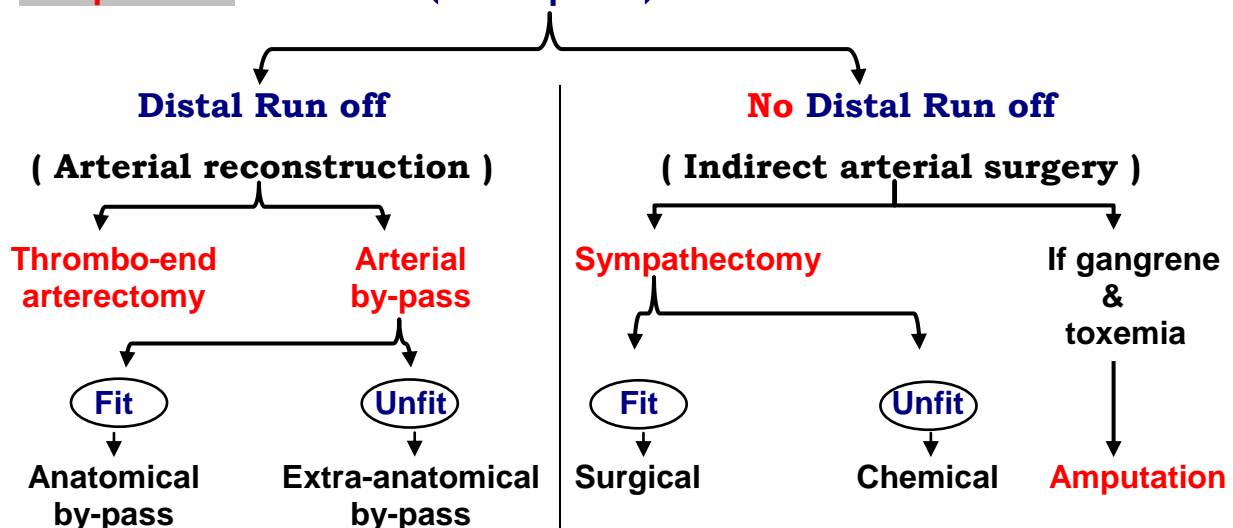 Distal Run off
No Distal Run off
( Arterial reconstruction )
( Indirect arterial surgery )
Thrombo-end
arterectomy
Arterial
by-pass
Sympathectomy
If gangrene
&
toxemia
Fit
Unfit
Fit
Unfit
Anatomical
by-pass
Extra-anatomical
by-pass
Surgical
Chemical
Amputation